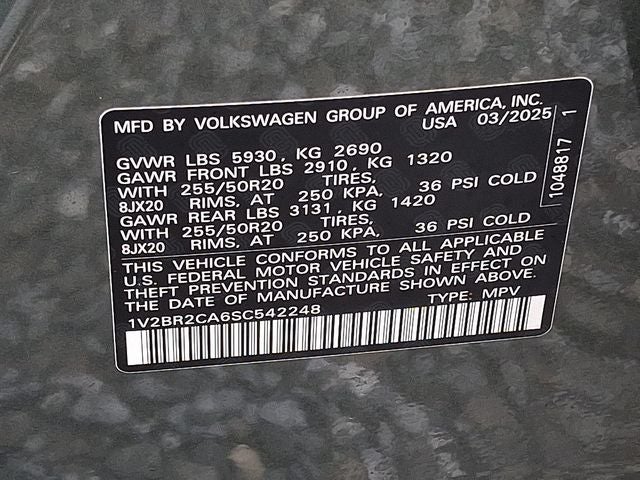 MFD BY VOLKSWAGEN GROUP OF AMERICA, INC.
USA 03/2025
GVWR LBS 5930, KG 2690
GAWR FRONT LBS 2910, KG 1320
WITH 255/50R20 TIRES,
8JX20 RIMS, AT 250 KPA, 36 PSI COLD
GAWR REAR LBS 3131, KG 1420
WITH 255/50R20 TIRES,
8JX20 RIMS, AT 250 KPA, 36 PSI COLD
THIS VEHICLE CONFORMS TO ALL APPLICABLE
U.S. FEDERAL MOTOR VEHICLE SAFETY AND
THEFT PREVENTION STANDARDS IN EFFECT ON
THE DATE OF MANUFACTURE SHOWN ABOVE.
1V2BR2CA6SC542248 TYPE: MPV
1048817 1